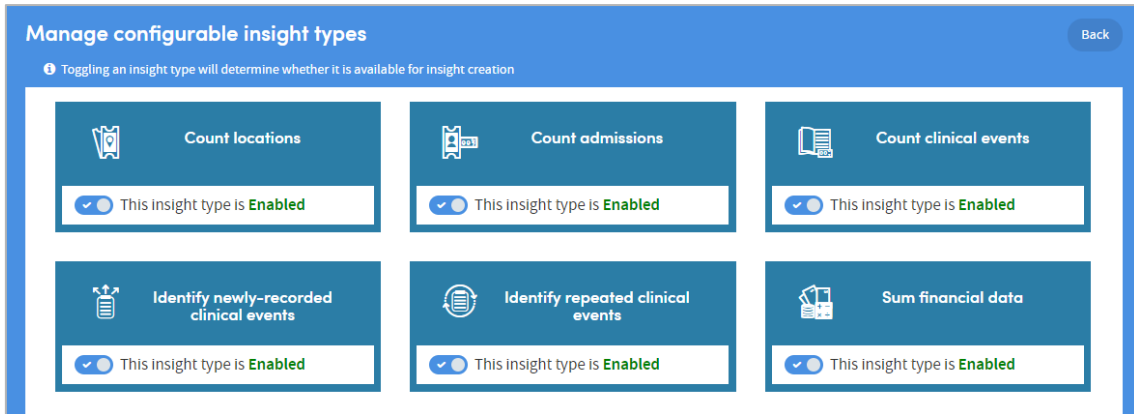 Manage configurable insight types
Back
Toggling an insight type will determine whether it is available for insight creation
Count locations
This insight type is Enabled
Count admissions
This insight type is Enabled
Count clinical events
This insight type is Enabled
Identify newly-recorded
clinical events
This insight type is Enabled
Identify repeated clinical
events
This insight type is Enabled
Sum financial data
This insight type is Enabled